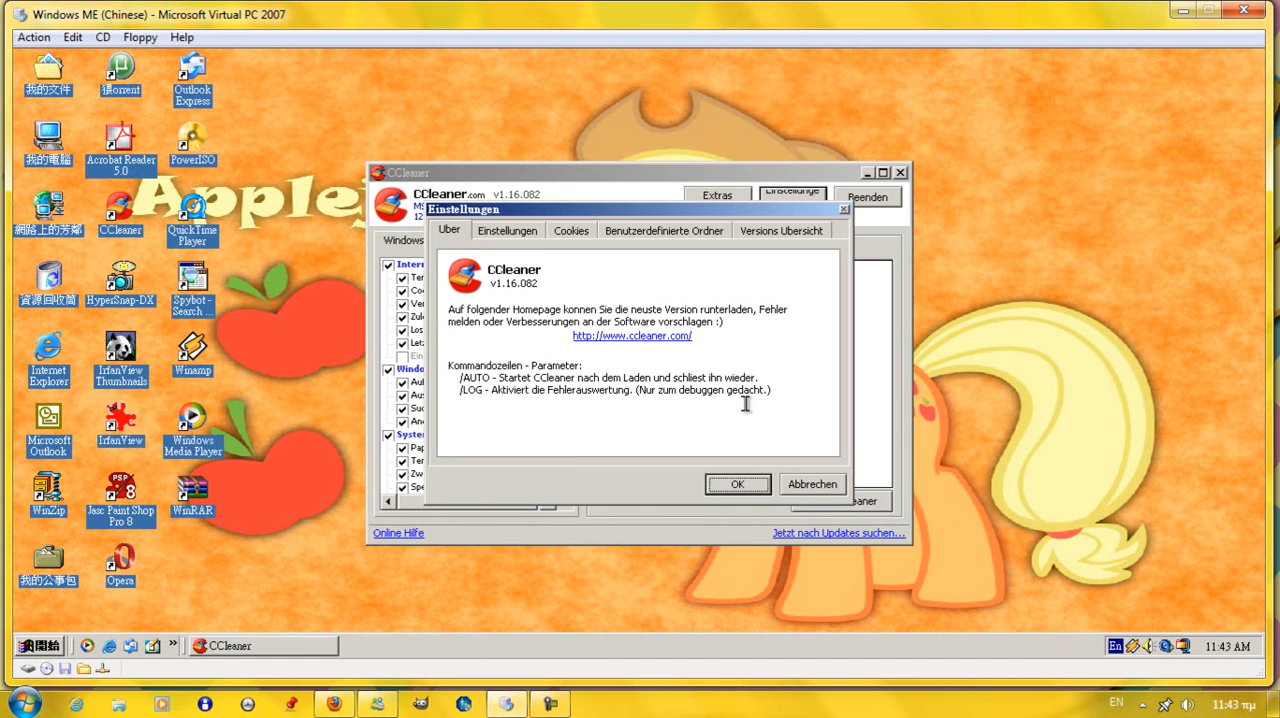 Windows ME (Chinese) - Microsoft Virtual PC 2007
Action Edit CD Floppy Help
我的文件
Outlook Express
我的電腦
Acrobat Reader 5.0
PowerISO
網路上的芳鄰
CCleaner
QuickTime Player
資源回收筒
HyperSnap-DX
Spybot - Search ...
Internet Explorer
IrfanView Thumbnails
Winamp
Microsoft Outlook
IrfanView
Windows Media Player
WinZip
Jasc Paint Shop Pro 8
WinRAR
我的公事包
Opera
CCleaner
CCleaner.com v1.16.082
Extras
Beenden
Windows
Einstellungen
Uber Einstellungen Cookies Benutzerdefinierte Ordner Versions Ubersicht
CCleaner
v1.16.082
Auf folgender Homepage konnen Sie die neuste Version runterladen, Fehler
melden oder Verbesserungen an der Software vorschlagen :)
http://www.ccleaner.com/
Kommandozeilen - Parameter:
/AUTO - Startet CCleaner nach dem Laden und schliest ihn wieder.
/LOG - Aktiviert die Fehlerauswertung. (Nur zum debuggen gedacht.)
OK Abbrechen
Online Hilfe
Jetzt nach Updates suchen...
開始
CCleaner
En
11:43 AM
EN
11:43 πμ